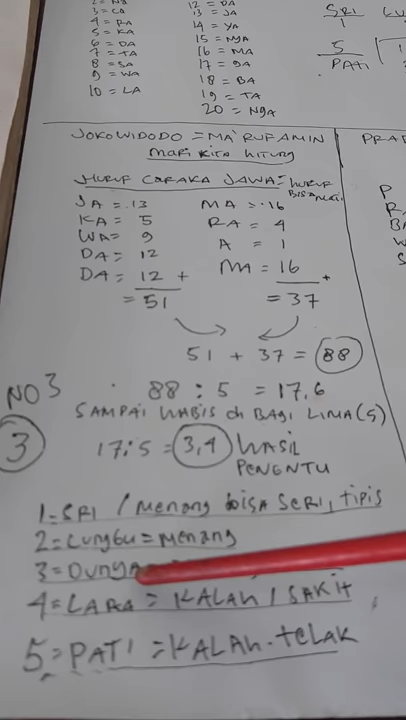 2 = NA
3 = CA
4 = RA
5 = KA
6 = DA
7 = TA
8 = SA
9 = WA
10 = LA
12 = DA
13 = JA
14 = YA
15 = NYA
16 = MA
17 = GA
18 = BA
19 = TA
20 = NGA
SRI
1
5
PATI
JOKOWIDODO = MA'RUFAMIN
MARI KITA HITUNG
HURUF CARAKA JAWA = HURUF
JA = 13
KA = 5
WA = 9
DA = 12
DA = 12 +
= 51
MA = 16
RA = 4
A = 1
MA = 16 +
= 37
51 + 37 = 88
NO 3
88 : 5 = 17,6
SAMPAI HABIS di BAGI LIMA (5)
3
17 : 5 = 3,4 HASIL
PENENTU
1 = SRI / Menang bisA SeRI, tipis
2 = LUNGGU = Menang
3 = DUNYA
4 = LARA = KALAH / SAKIT
5 = PATI = KALAH. teLAK
PRA
P
R